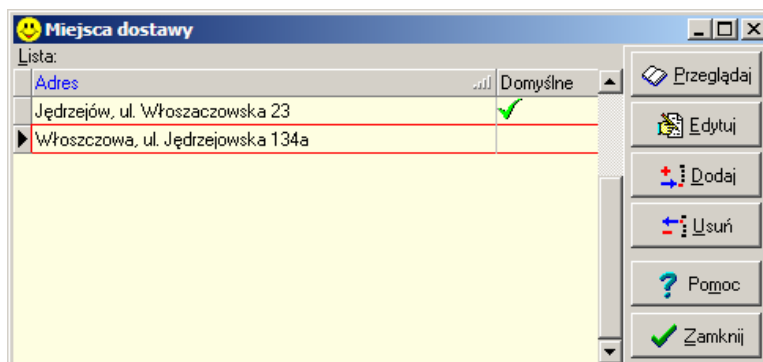 Miejsca dostawy
Lista:
Adres Domyślne
Jędrzejów, ul. Włoszaczowska 23
Włoszczowa, ul. Jędrzejowska 134a
Przeglądaj
Edytuj
Dodaj
Usuń
Pomoc
Zamknij